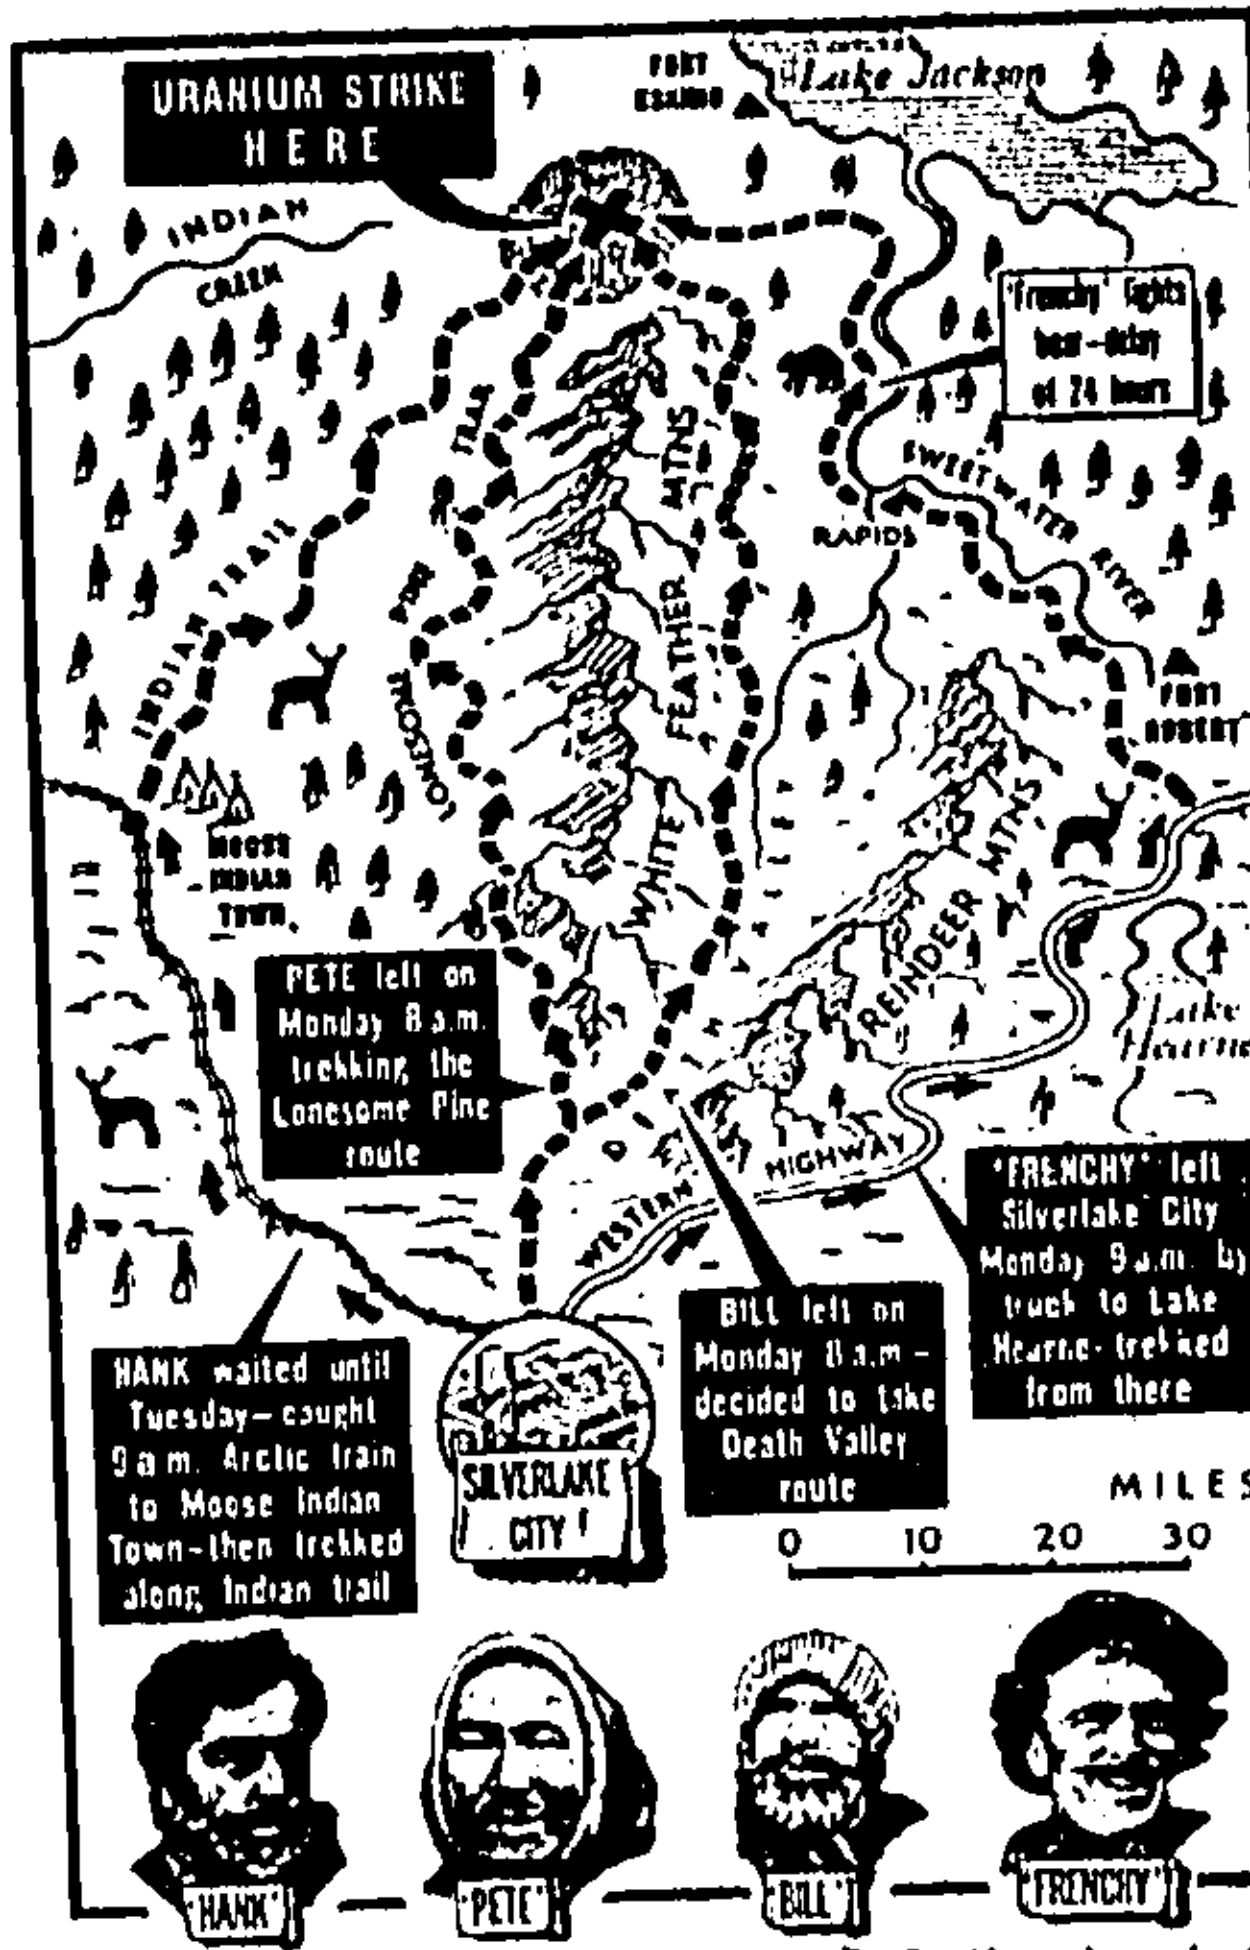 URANIUM STRIKE
HERE
FORT
ESKIMO
Lake Jackson
INDIAN
CREEK
'Frenchy' fights
bear-delay
of 24 hours
SWEETWATER RIVER
RAPIDS
FORT
INDIAN TRAIL
LONESOME PINE TRAIL
WHITE FEATHER MTNS
REINDEER MTNS
MOOSE
INDIAN
TOWN
Lake
Hearne
PETE left on
Monday 8 a.m.
trekking the
Lonesome Pine
route
WESTERN HIGHWAY
'FRENCHY' left
Silverlake City
Monday 9 a.m. by
truck to Lake
Hearne-trekked
from there
HANK waited until
Tuesday-caught
9 a.m. Arctic train
to Moose Indian
Town-then trekked
along Indian trail
BILL left on
Monday 8 a.m-
decided to take
Death Valley
route
SILVERLAKE
CITY
MILES
0 10 20 30
'HANK'
'PETE'
'BILL'
'FRENCHY'